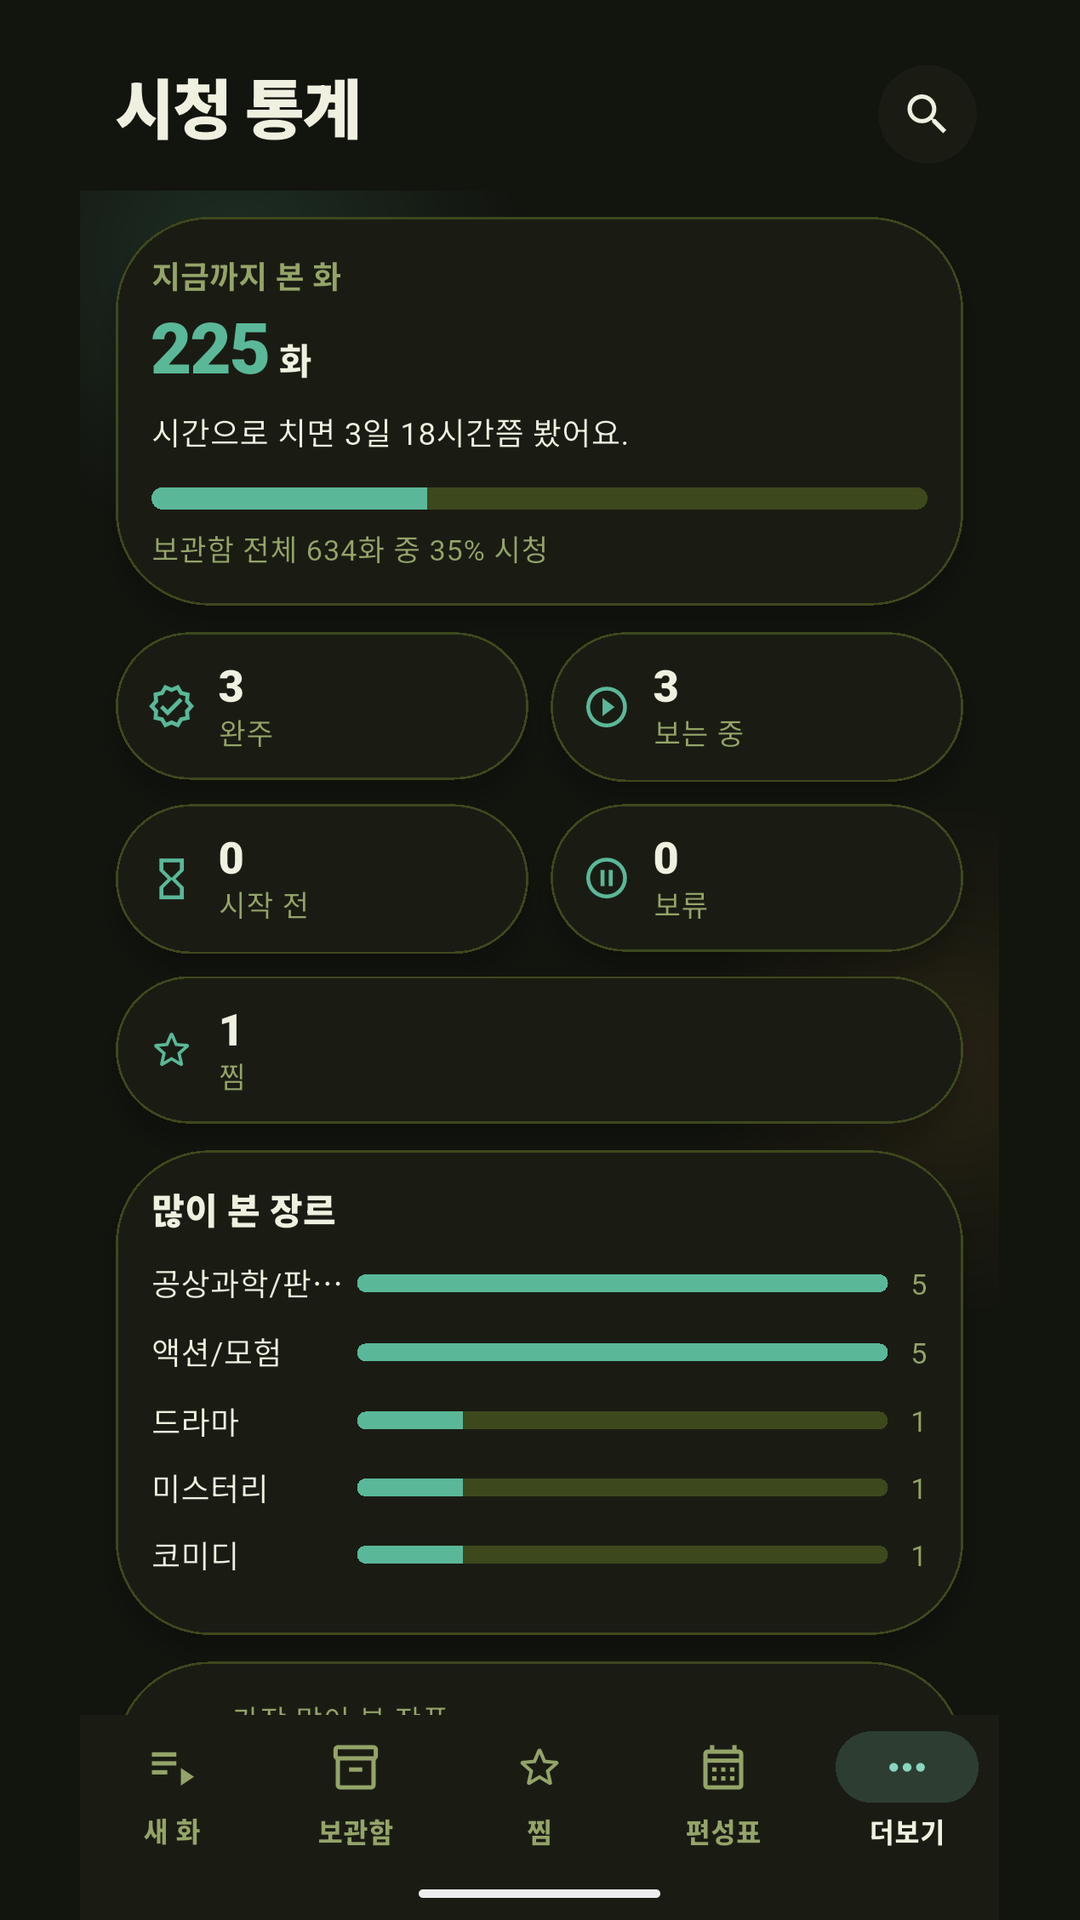 시청 통계
지금까지 본 화
225 화
시간으로 치면 3일 18시간쯤 봤어요.
보관함 전체 634화 중 35% 시청
3
완주
3
보는 중
0
시작 전
0
보류
1
찜
많이 본 장르
공상과학/판… 5
액션/모험 5
드라마 1
미스터리 1
코미디 1
새 화
보관함
찜
편성표
더보기